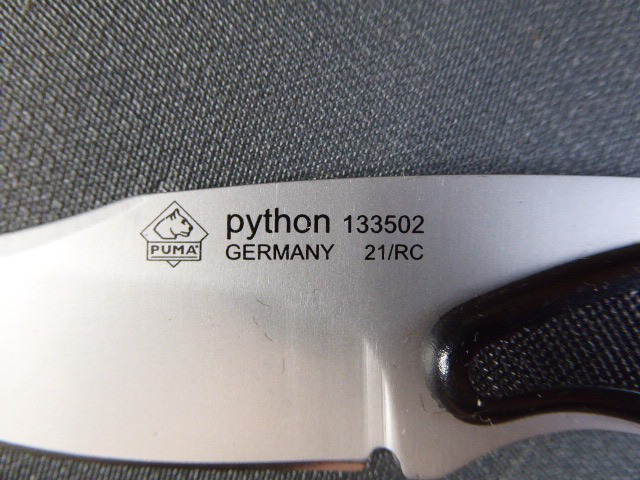 python 133502
PUMA
GERMANY 21/RC